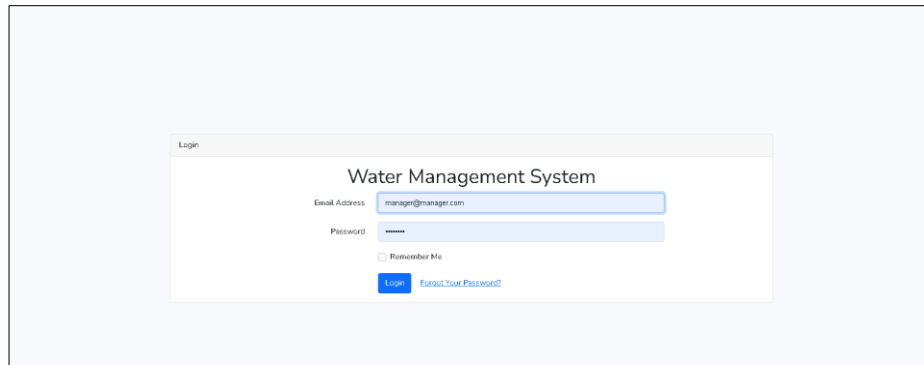 Login
Water Management System
Email Address manager@manager.com
Password ••••••••
Remember Me
Login Forgot Your Password?